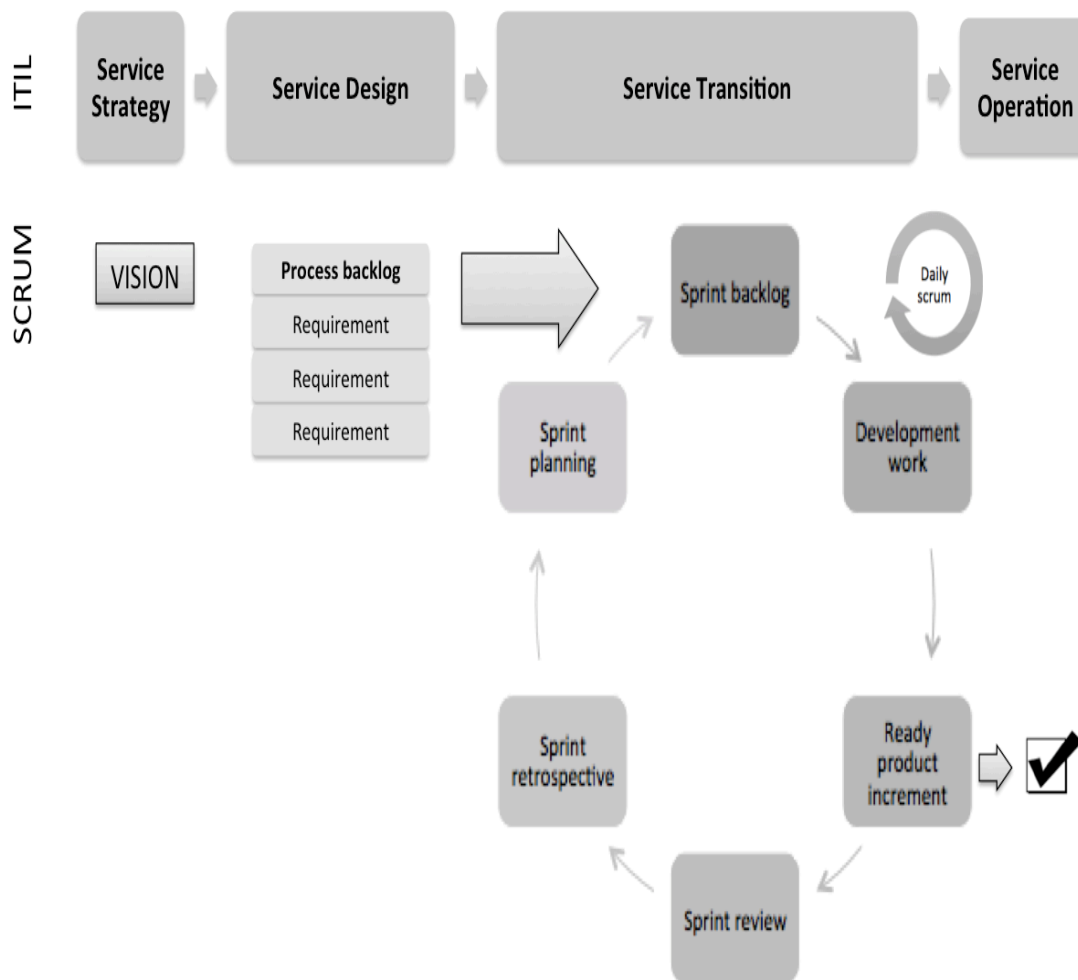 ITIL
Service
Strategy
Service Design
Service Transition
Service
Operation
SCRUM
VISION
Process backlog
Requirement
Requirement
Requirement
Sprint backlog
Daily
scrum
Sprint
planning
Development
work
Sprint
retrospective
Ready
product
increment
Sprint review